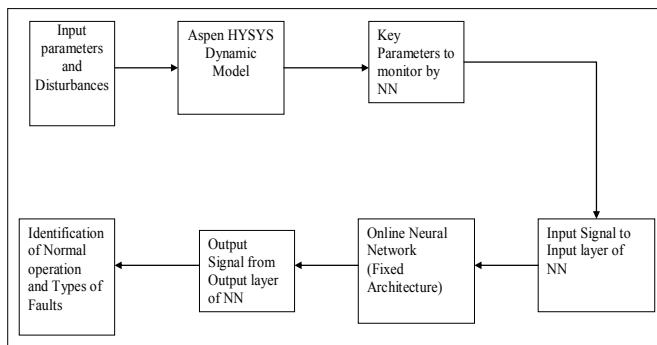 Input
parameters
and
Disturbances
Aspen HYSYS
Dynamic
Model
Key
Parameters to
monitor by
NN
Identification
of Normal
operation
and Types of
Faults
Output
Signal from
Output layer
of NN
Online Neural
Network
(Fixed
Architecture)
Input Signal to
Input layer of
NN